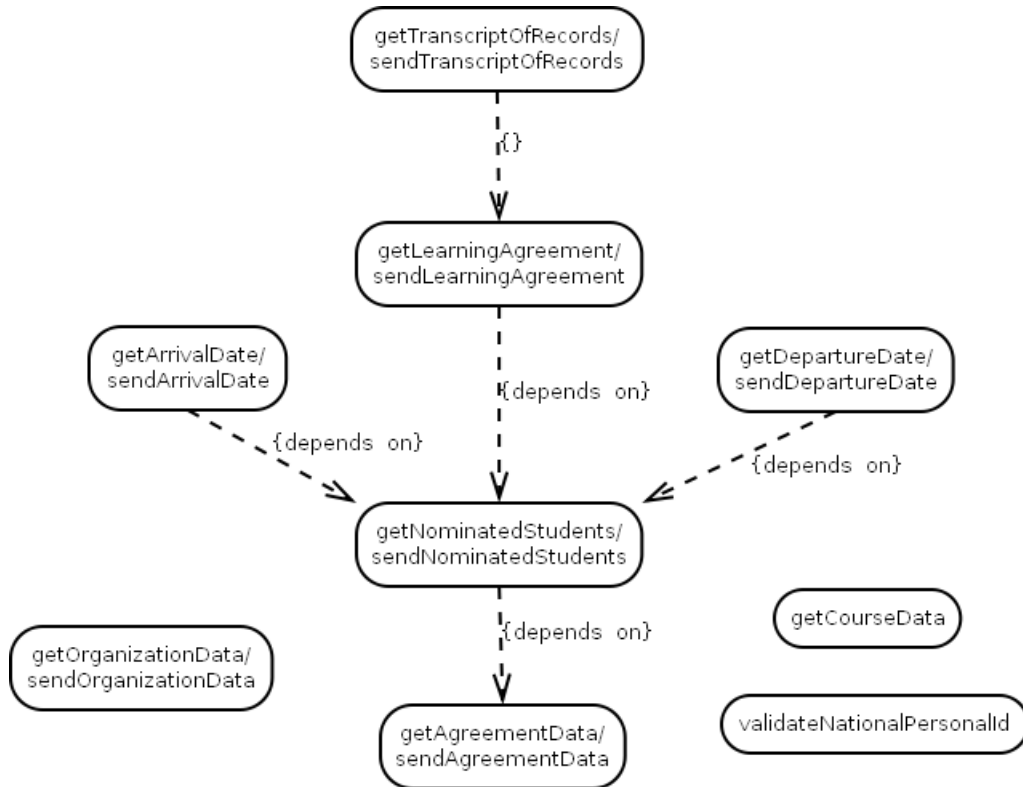 getTranscriptOfRecords/
sendTranscriptOfRecords
{}
getLearningAgreement/
sendLearningAgreement
getArrivalDate/
sendArrivalDate
getDepartureDate/
sendDepartureDate
{depends on}
{depends on}
{depends on}
getNominatedStudents/
sendNominatedStudents
getCourseData
{depends on}
getOrganizationData/
sendOrganizationData
validateNationalPersonalId
getAgreementData/
sendAgreementData